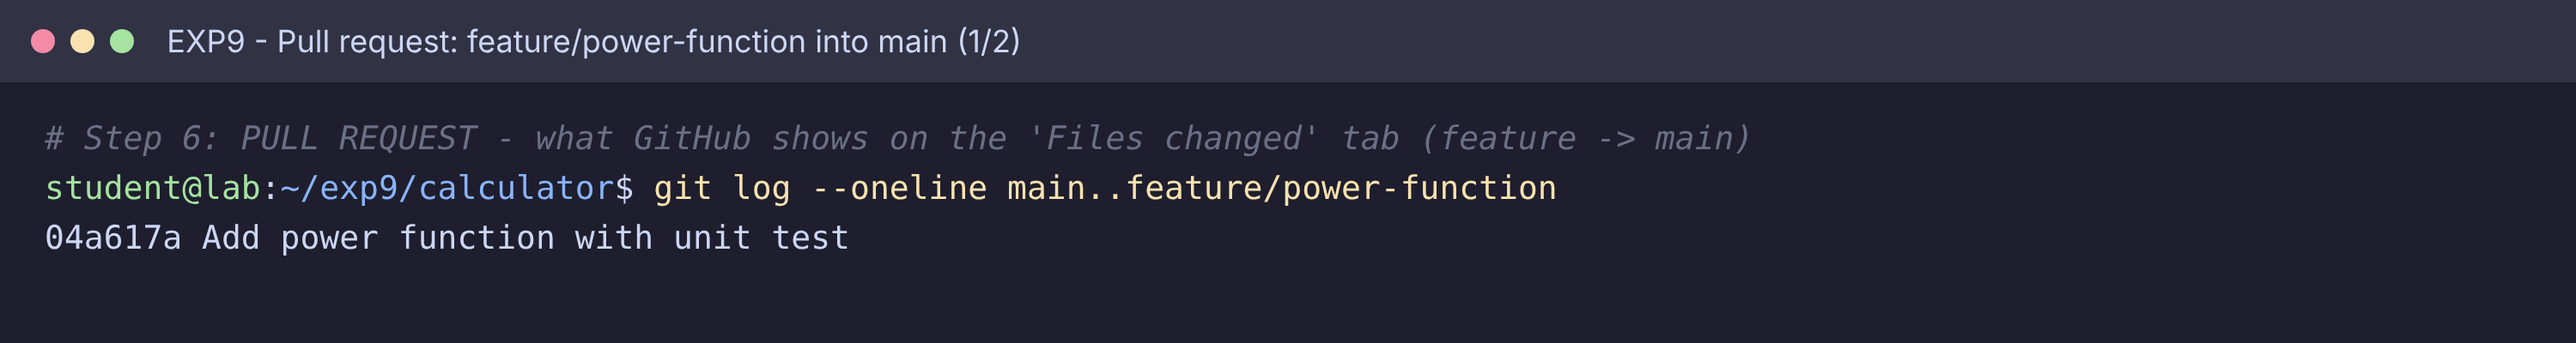 EXP9 - Pull request: feature/power-function into main (1/2)
# Step 6: PULL REQUEST - what GitHub shows on the 'Files changed' tab (feature -> main)
student@lab:~/exp9/calculator$ git log --oneline main..feature/power-function
04a617a Add power function with unit test